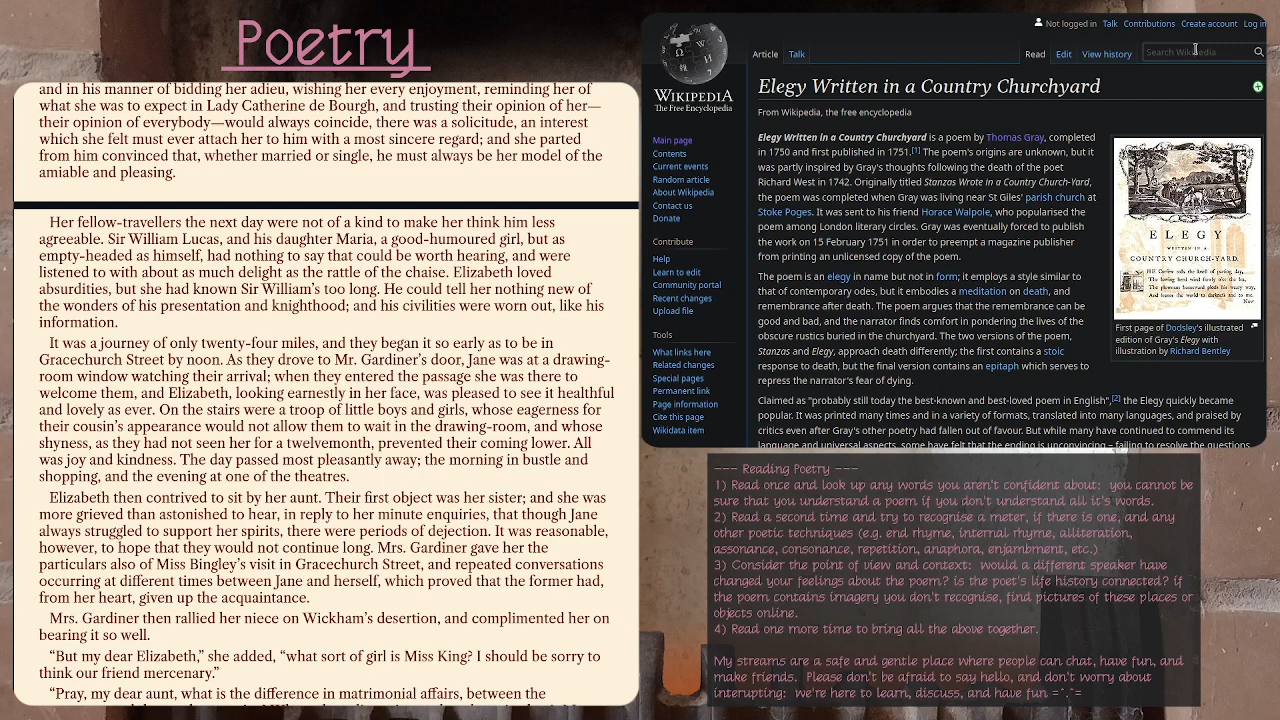 Poetry
and in his manner of bidding her adieu, wishing her every enjoyment, reminding her of
what she was to expect in Lady Catherine de Bourgh, and trusting their opinion of her—
their opinion of everybody—would always coincide, there was a solicitude, an interest
which she felt must ever attach her to him with a most sincere regard; and she parted
from him convinced that, whether married or single, he must always be her model of the
amiable and pleasing.
Her fellow-travellers the next day were not of a kind to make her think him less
agreeable. Sir William Lucas, and his daughter Maria, a good-humoured girl, but as
empty-headed as himself, had nothing to say that could be worth hearing, and were
listened to with about as much delight as the rattle of the chaise. Elizabeth loved
absurdities, but she had known Sir William's too long. He could tell her nothing new of
the wonders of his presentation and knighthood; and his civilities were worn out, like his
information.
It was a journey of only twenty-four miles, and they began it so early as to be in
Gracechurch Street by noon. As they drove to Mr. Gardiner's door, Jane was at a drawing-
room window watching their arrival; when they entered the passage she was there to
welcome them, and Elizabeth, looking earnestly in her face, was pleased to see it healthful
and lovely as ever. On the stairs were a troop of little boys and girls, whose eagerness for
their cousin's appearance would not allow them to wait in the drawing-room, and whose
shyness, as they had not seen her for a twelvemonth, prevented their coming lower. All
was joy and kindness. The day passed most pleasantly away; the morning in bustle and
shopping, and the evening at one of the theatres.
Elizabeth then contrived to sit by her aunt. Their first object was her sister; and she was
more grieved than astonished to hear, in reply to her minute enquiries, that though Jane
always struggled to support her spirits, there were periods of dejection. It was reasonable,
however, to hope that they would not continue long. Mrs. Gardiner gave her the
particulars also of Miss Bingley's visit in Gracechurch Street, and repeated conversations
occurring at different times between Jane and herself, which proved that the former had,
from her heart, given up the acquaintance.
Mrs. Gardiner then rallied her niece on Wickham's desertion, and complimented her on
bearing it so well.
“But my dear Elizabeth,” she added, “what sort of girl is Miss King? I should be sorry to
think our friend mercenary.”
“Pray, my dear aunt, what is the difference in matrimonial affairs, between the
Not logged in Talk Contributions Create account Log in
Article Talk Read Edit View history Search Wikipedia
WIKIPEDIA
The Free Encyclopedia
Main page
Contents
Current events
Random article
About Wikipedia
Contact us
Donate
Contribute
Help
Learn to edit
Community portal
Recent changes
Upload file
Tools
What links here
Related changes
Special pages
Permanent link
Page information
Cite this page
Wikidata item
Elegy Written in a Country Churchyard
From Wikipedia, the free encyclopedia
Elegy Written in a Country Churchyard is a poem by Thomas Gray, completed
in 1750 and first published in 1751.[1] The poem's origins are unknown, but it
was partly inspired by Gray's thoughts following the death of the poet
Richard West in 1742. Originally titled Stanzas Wrote in a Country Church-Yard,
the poem was completed when Gray was living near St Giles' parish church at
Stoke Poges. It was sent to his friend Horace Walpole, who popularised the
poem among London literary circles. Gray was eventually forced to publish
the work on 15 February 1751 in order to preempt a magazine publisher
from printing an unlicensed copy of the poem.
The poem is an elegy in name but not in form; it employs a style similar to
that of contemporary odes, but it embodies a meditation on death, and
remembrance after death. The poem argues that the remembrance can be
good and bad, and the narrator finds comfort in pondering the lives of the
obscure rustics buried in the churchyard. The two versions of the poem,
Stanzas and Elegy, approach death differently; the first contains a stoic
response to death, but the final version contains an epitaph which serves to
repress the narrator's fear of dying.
Claimed as "probably still today the best-known and best-loved poem in English",[2] the Elegy quickly became
popular. It was printed many times and in a variety of formats, translated into many languages, and praised by
critics even after Gray's other poetry had fallen out of favour. But while many have continued to commend its
language and universal aspects, some have felt that the ending is unconvincing – failing to resolve the questions
ELEGY
WRITTEN IN A
COUNTRY CHURCH-YARD.
First page of Dodsley's illustrated
edition of Gray's Elegy with
illustration by Richard Bentley
--- Reading Poetry ---
1) Read once and look up any words you aren't confident about: you cannot be
sure that you understand a poem if you don't understand all it's words.
2) Read a second time and try to recognise a meter, if there is one, and any
other poetic techniques (e.g. end rhyme, internal rhyme, alliteration,
assonance, consonance, repetition, anaphora, enjambment, etc.)
3) Consider the point of view and context: would a different speaker have
changed your feelings about the poem? is the poet's life history connected? if
the poem contains imagery you don't recognise, find pictures of these places or
objects online.
4) Read one more time to bring all the above together.
My streams are a safe and gentle place where people can chat, have fun, and
make friends. Please don't be afraid to say hello, and don't worry about
interupting: we're here to learn, discuss, and have fun =^.^=